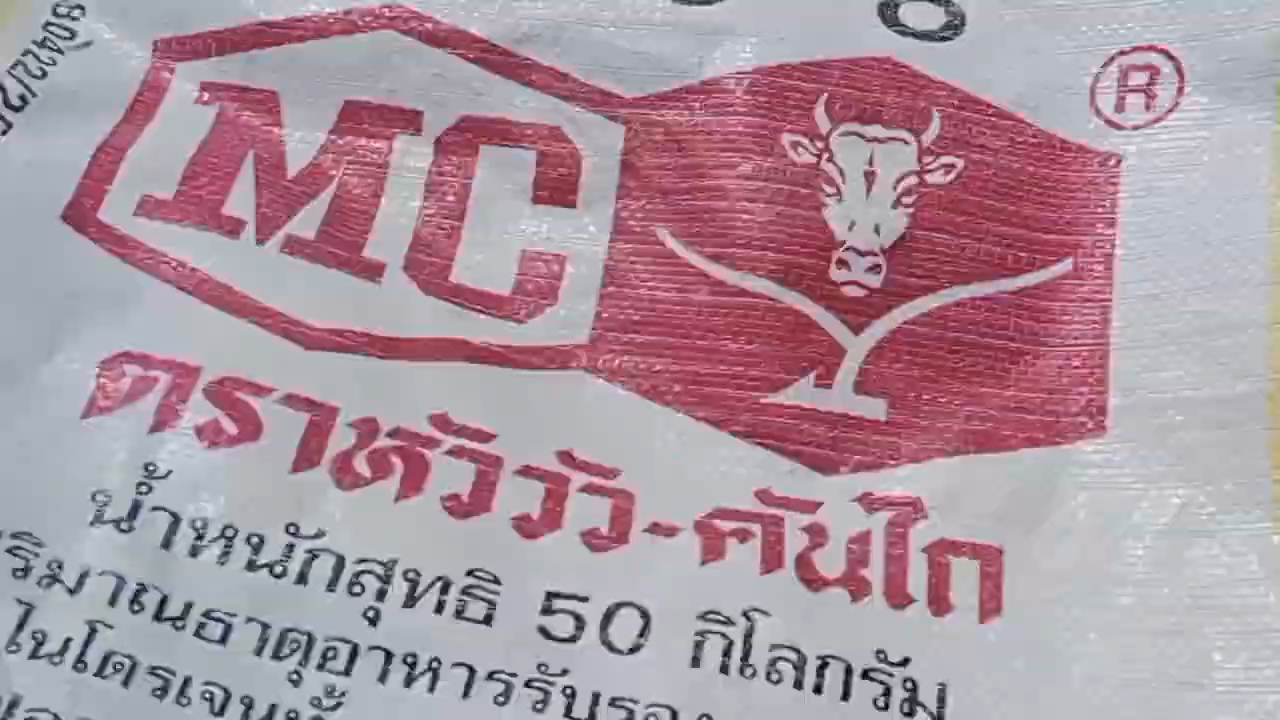 MC
®
ตราหัววัว-คันไถ
น้ำหนักสุทธิ 50 กิโลกรัม
ริมาณธาตุอาหารรับรอง
ไนโตรเจนทั้